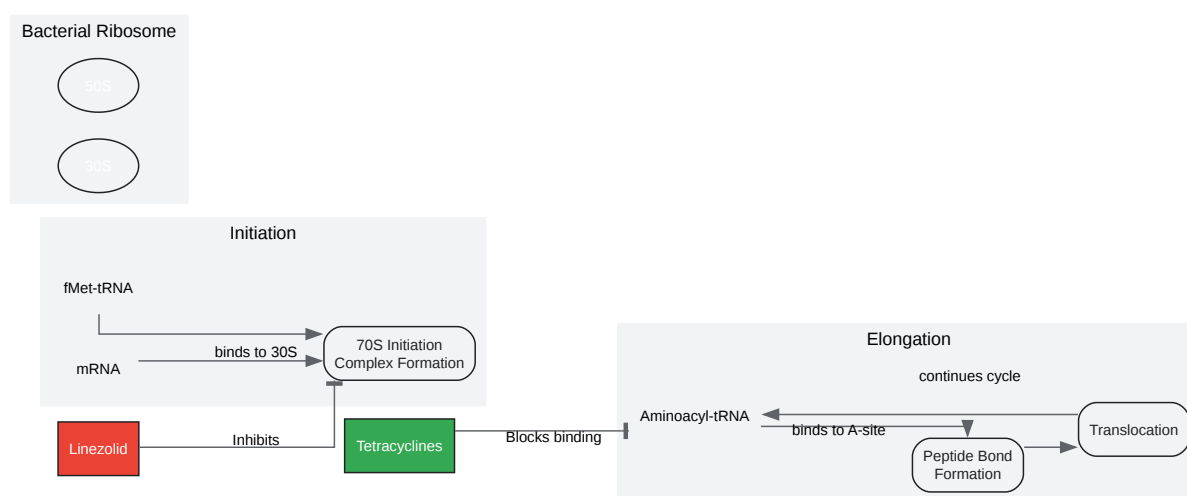 Bacterial Ribosome
50S
30S
Initiation
fMet-tRNA
mRNA
binds to 30S
70S Initiation
Complex Formation
Linezolid
Inhibits
Tetracyclines
Blocks binding
Elongation
continues cycle
Aminoacyl-tRNA
binds to A-site
Peptide Bond
Formation
Translocation